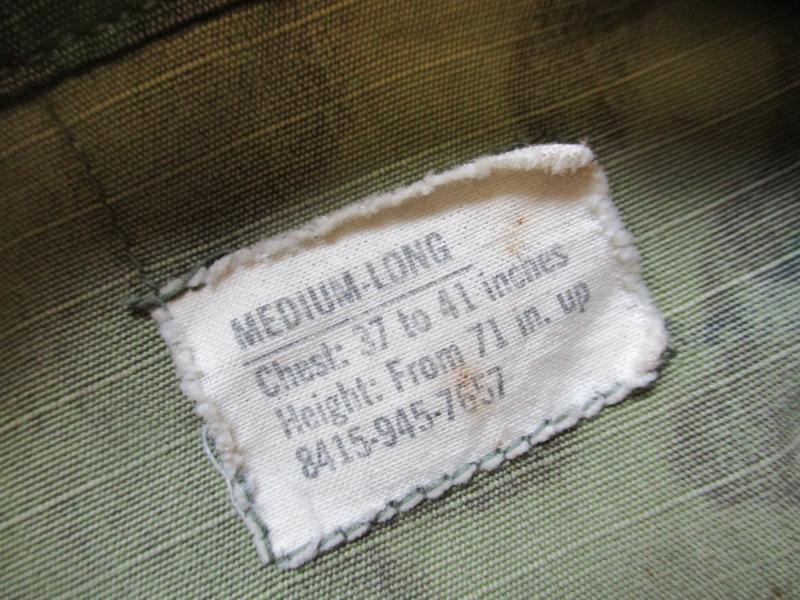 MEDIUM-LONG
Chest: 37 to 41 inches
Height: From 71 in. up
8415-945-7657